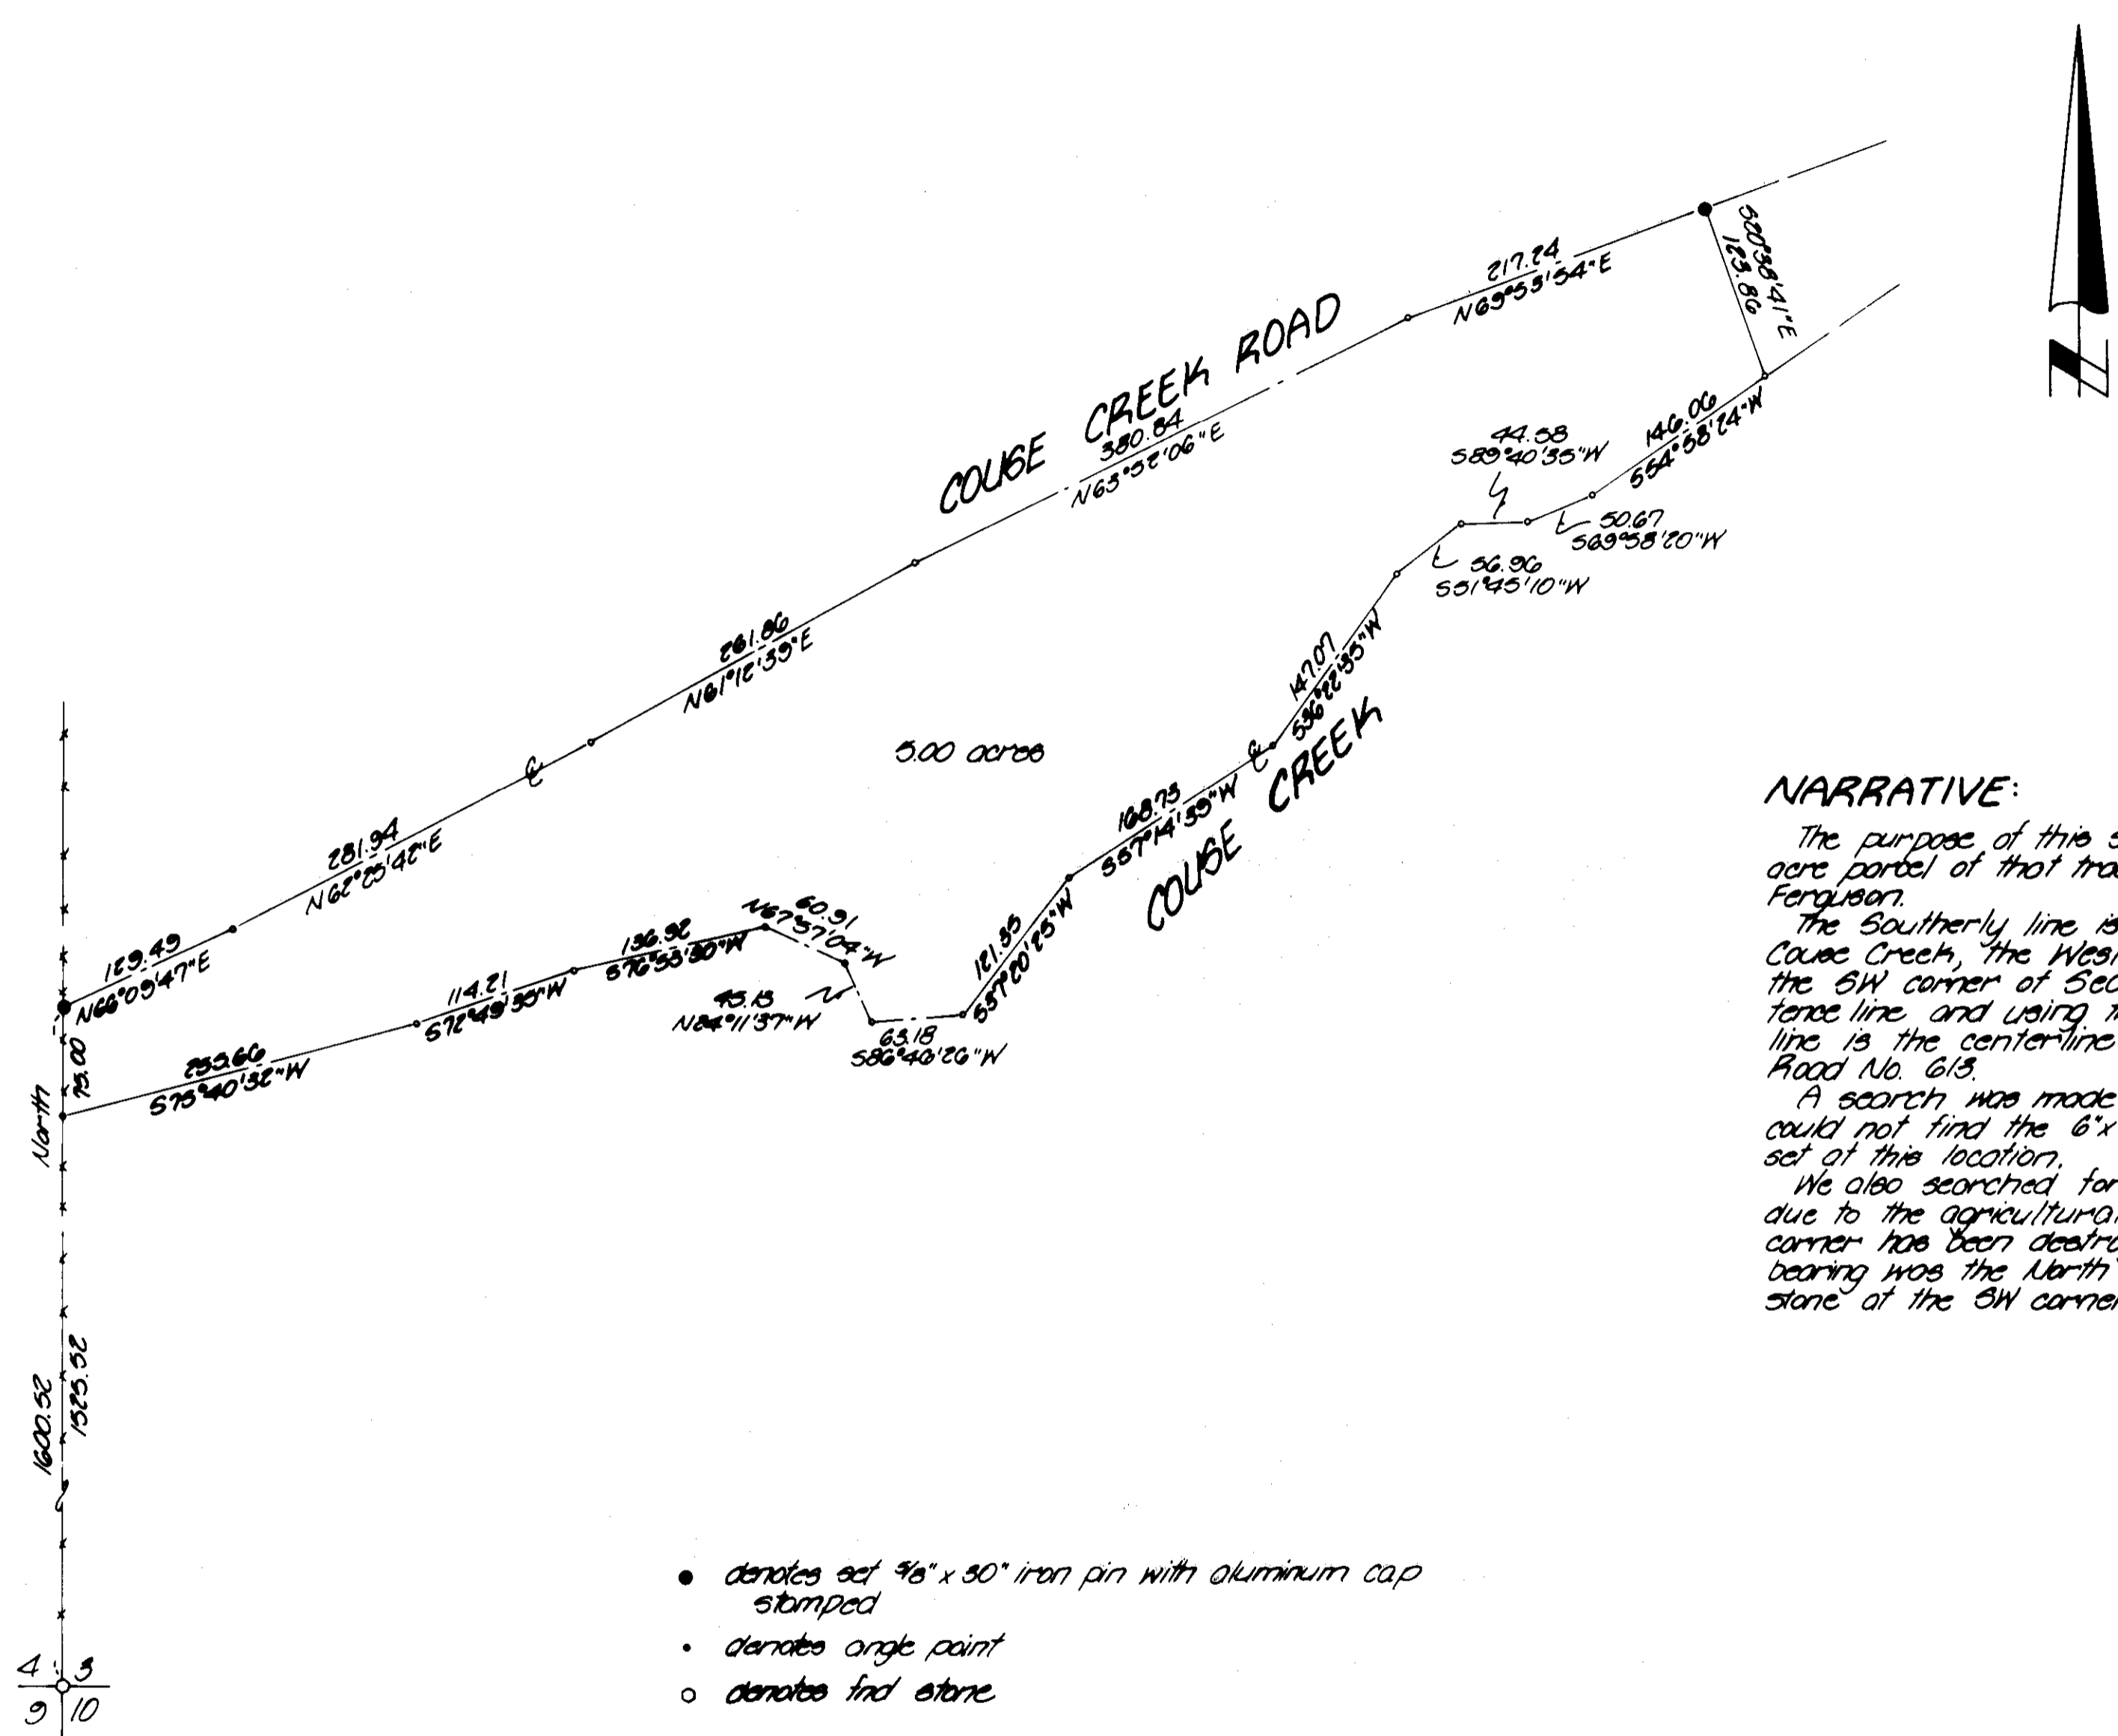 217.24
N69°53'54"E
S20°38'41"E
123.86
COUSE CREEK ROAD
380.84
N63°52'06"E
44.58
S89°40'35"W
146.06
S54°58'24"W
50.67
S69°58'20"W
56.96
S51°45'10"W
261.86
N61°12'39"E
147.07
S36°22'35"W
5.00 acres
COUSE CREEK
168.73
S57°14'39"W
281.94
N62°25'42"E
121.35
S37°20'25"W
60.91
N67°37'04"W
136.92
S76°53'30"W
129.49
N66°09'47"E
114.21
S72°49'35"W
45.13
N24°11'37"W
63.18
S86°46'26"W
75.00
S75°40'32"W
North
1600.52
1525.52
NARRATIVE:
The purpose of this s
acre parcel of that tra
Ferguson.
The Southerly line is
Couse Creek, the West
the SW corner of Sec
fence line and using th
line is the centerline
Road No. 613.
A search was made
could not find the 6"x
set at this location.
We also searched for
due to the agricultural
corner has been destro
bearing was the North
stone at the SW corner
denotes set 5/8" x 30" iron pin with aluminum cap
stamped
denotes angle point
denotes fnd stone
4 3
9 10
N